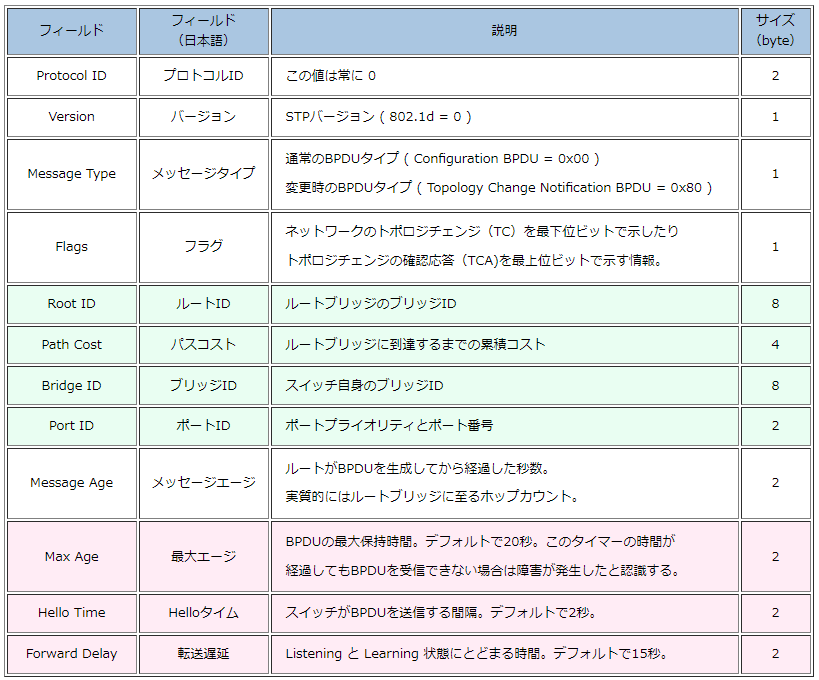 フィールド フィールド 説明 サイズ
（日本語） （byte）
Protocol ID プロトコルID この値は常に 0 2
Version バージョン STPバージョン ( 802.1d = 0 ) 1
Message Type メッセージタイプ 通常のBPDUタイプ ( Configuration BPDU = 0x00 ) 1
変更時のBPDUタイプ ( Topology Change Notification BPDU = 0x80 )
Flags フラグ ネットワークのトポロジチェンジ（TC）を最下位ビットで示したり 1
トポロジチェンジの確認応答（TCA)を最上位ビットで示す情報。
Root ID ルートID ルートブリッジのブリッジID 8
Path Cost パスコスト ルートブリッジに到達するまでの累積コスト 4
Bridge ID ブリッジID スイッチ自身のブリッジID 8
Port ID ポートID ポートプライオリティとポート番号 2
Message Age メッセージエージ ルートがBPDUを生成してから経過した秒数。 2
実質的にはルートブリッジに至るホップカウント。
Max Age 最大エージ BPDUの最大保持時間。デフォルトで20秒。このタイマーの時間が 2
経過してもBPDUを受信できない場合は障害が発生したと認識する。
Hello Time Helloタイム スイッチがBPDUを送信する間隔。デフォルトで2秒。 2
Forward Delay 転送遅延 Listening と Learning 状態にとどまる時間。デフォルトで15秒。 2